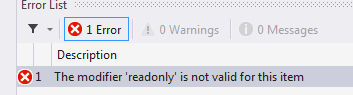 Error List
1 Error 0 Warnings 0 Messages
Description
1 The modifier 'readonly' is not valid for this item